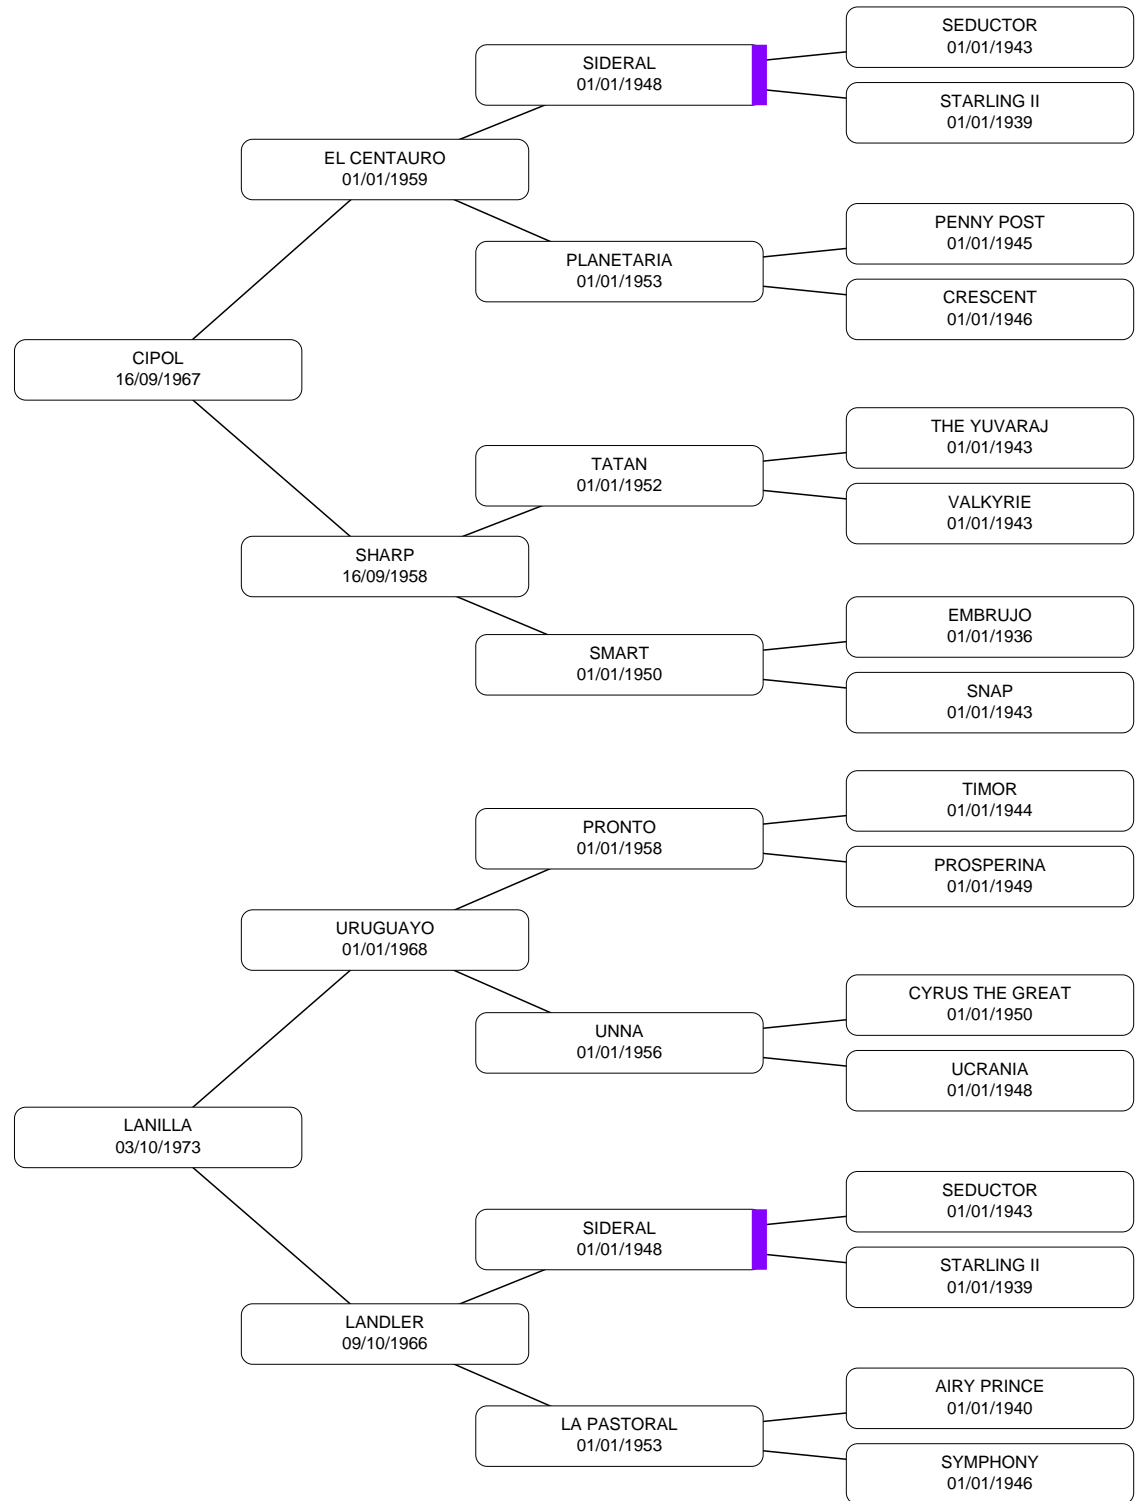 SEDUCTOR
01/01/1943
SIDERAL
01/01/1948
STARLING II
01/01/1939
EL CENTAURO
01/01/1959
PENNY POST
01/01/1945
PLANETARIA
01/01/1953
CRESCENT
01/01/1946
CIPOL
16/09/1967
THE YUVARAJ
01/01/1943
TATAN
01/01/1952
VALKYRIE
01/01/1943
SHARP
16/09/1958
EMBRUJO
01/01/1936
SMART
01/01/1950
SNAP
01/01/1943
TIMOR
01/01/1944
PRONTO
01/01/1958
PROSPERINA
01/01/1949
URUGUAYO
01/01/1968
CYRUS THE GREAT
01/01/1950
UNNA
01/01/1956
UCRANIA
01/01/1948
LANILLA
03/10/1973
SEDUCTOR
01/01/1943
SIDERAL
01/01/1948
STARLING II
01/01/1939
LANDLER
09/10/1966
AIRY PRINCE
01/01/1940
LA PASTORAL
01/01/1953
SYMPHONY
01/01/1946